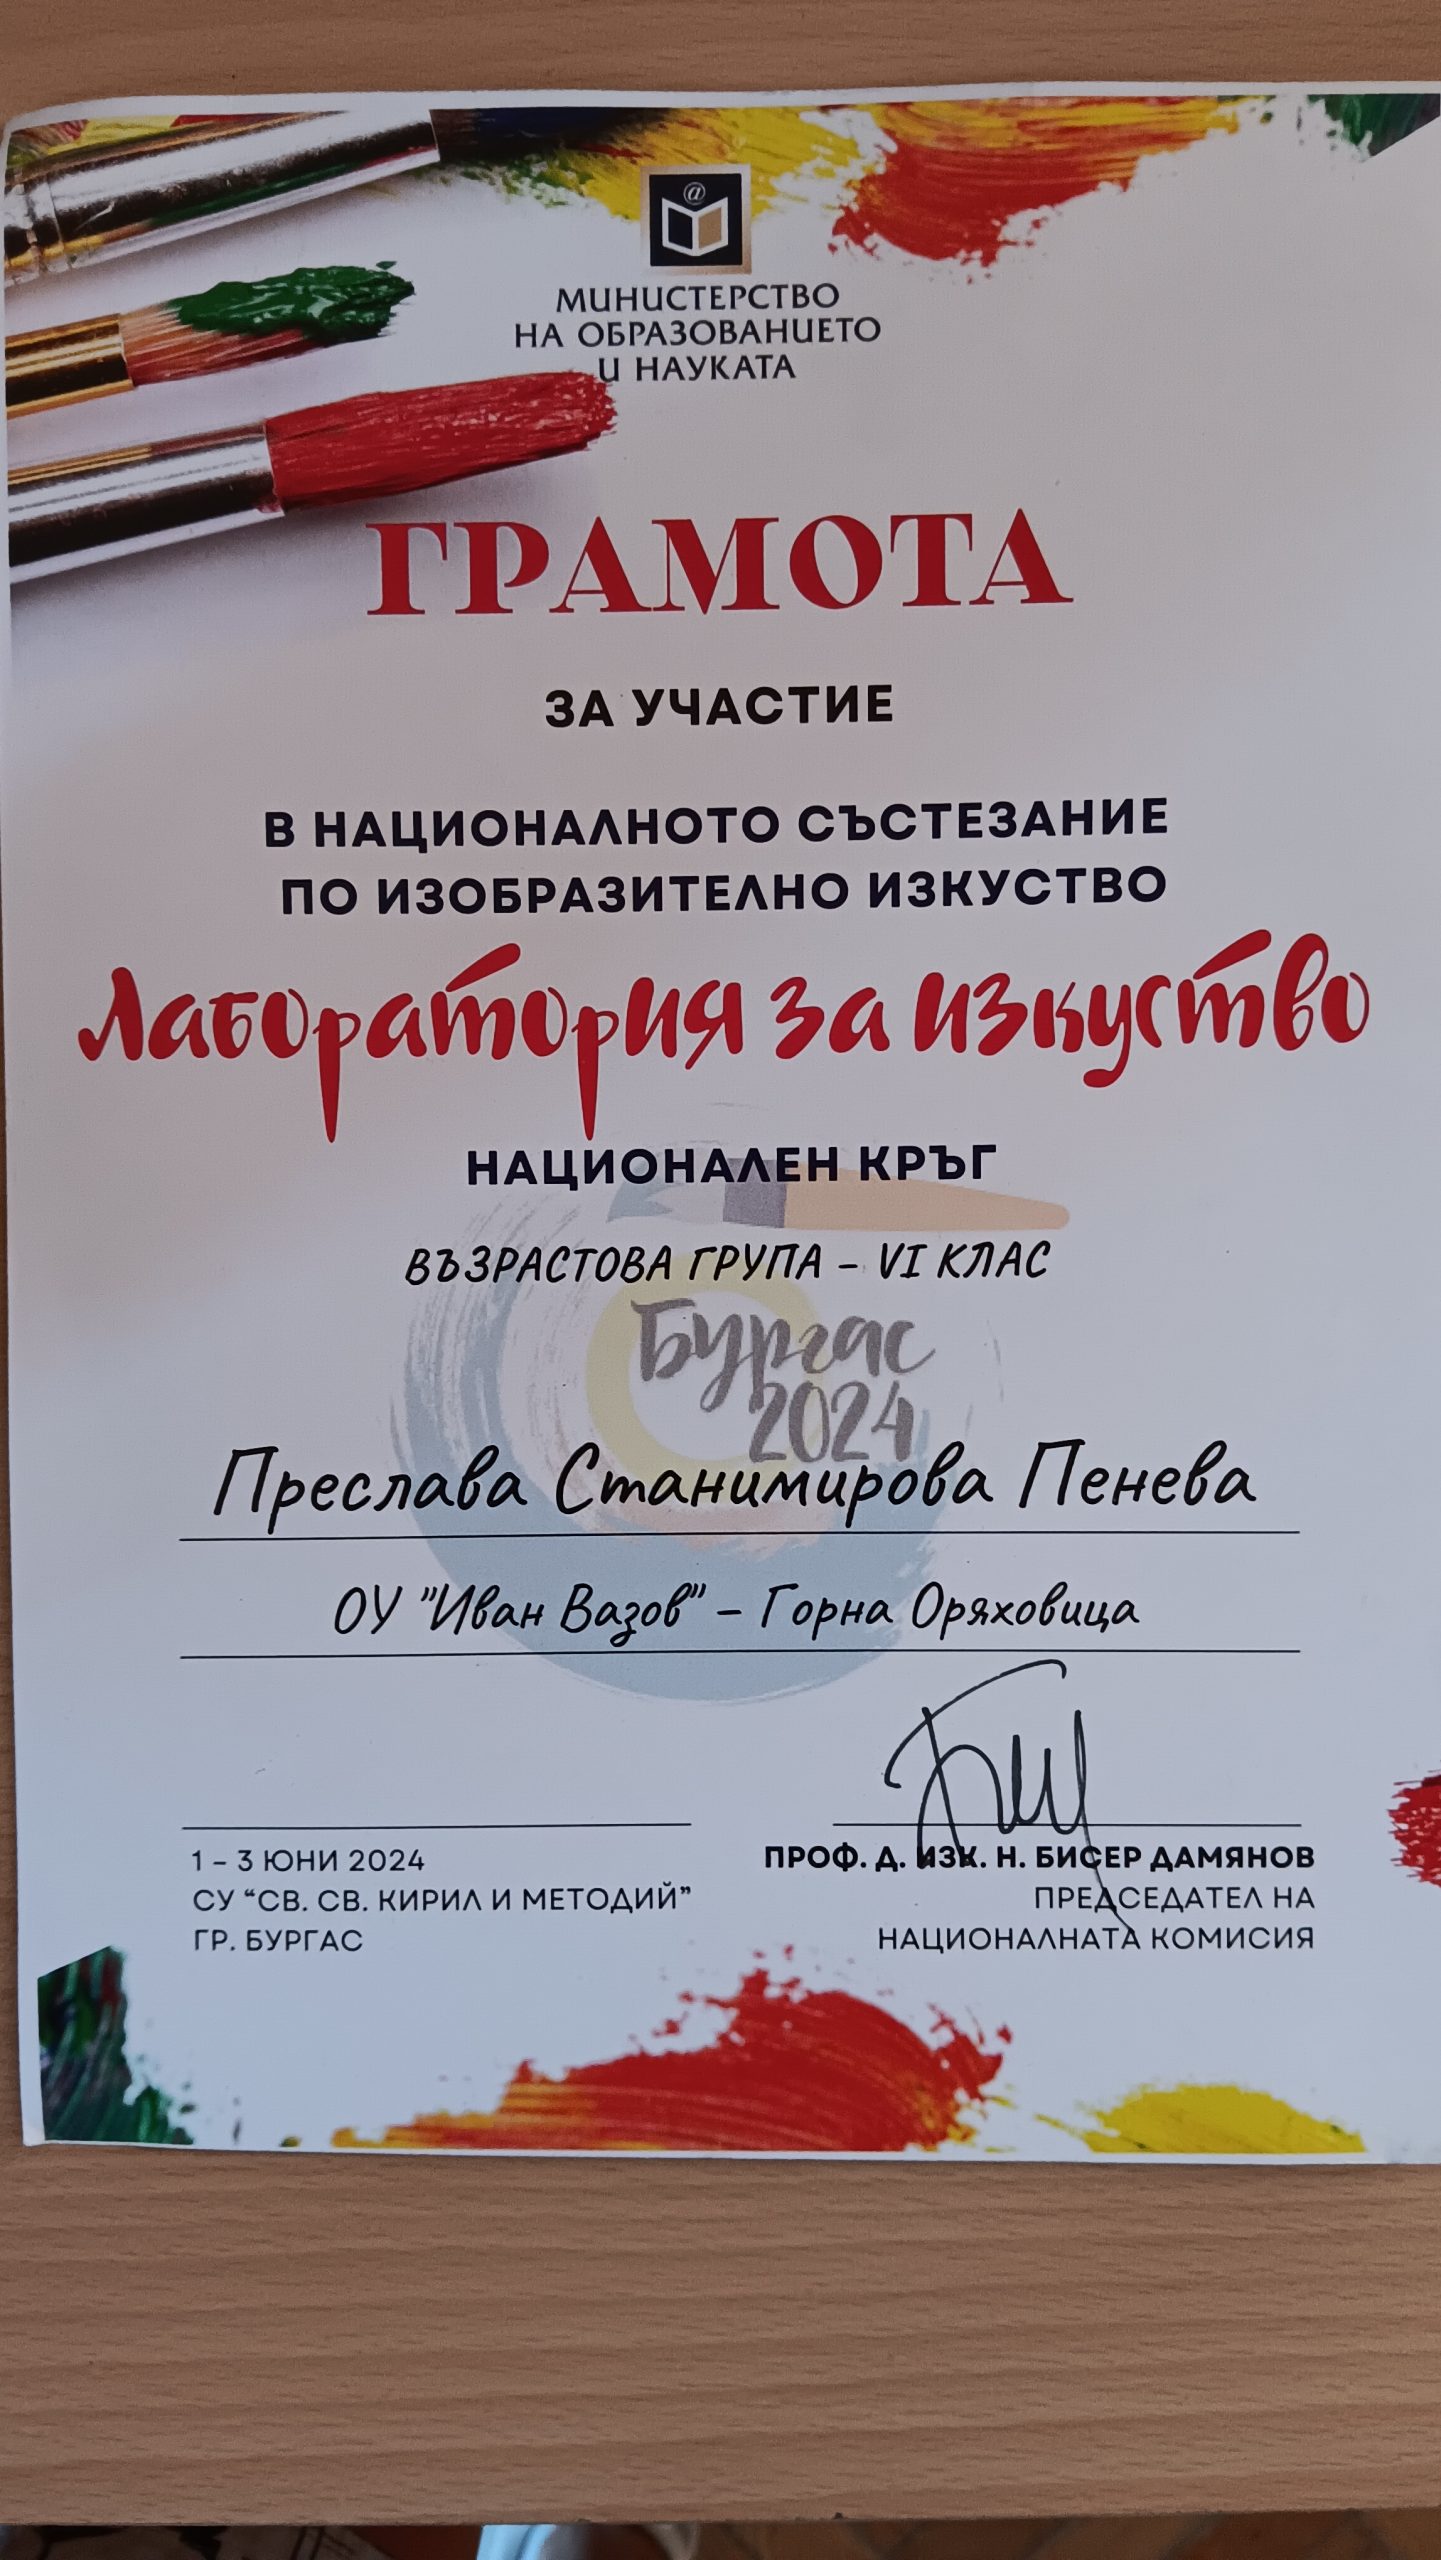 @
МИНИСТЕРСТВО
НА ОБРАЗОВАНИЕТО
И НАУКАТА
ГРАМОТА
ЗА УЧАСТИЕ
В НАЦИОНАЛНОТО СЪСТЕЗАНИЕ
ПО ИЗОБРАЗИТЕЛНО ИЗКУСТВО
Лаборатория за изкуство
НАЦИОНАЛЕН КРЪГ
ВЪЗРАСТОВА ГРУПА – VI КЛАС
Бургас
2024
Преслава Станимирова Пенева
ОУ "Иван Вазов" – Горна Оряховица
1 – 3 ЮНИ 2024
СУ “СВ. СВ. КИРИЛ И МЕТОДИЙ”
ГР. БУРГАС
ПРОФ. Д. ИЗК. Н. БИСЕР ДАМЯНОВ
ПРЕДСЕДАТЕЛ НА
НАЦИОНАЛНАТА КОМИСИЯ